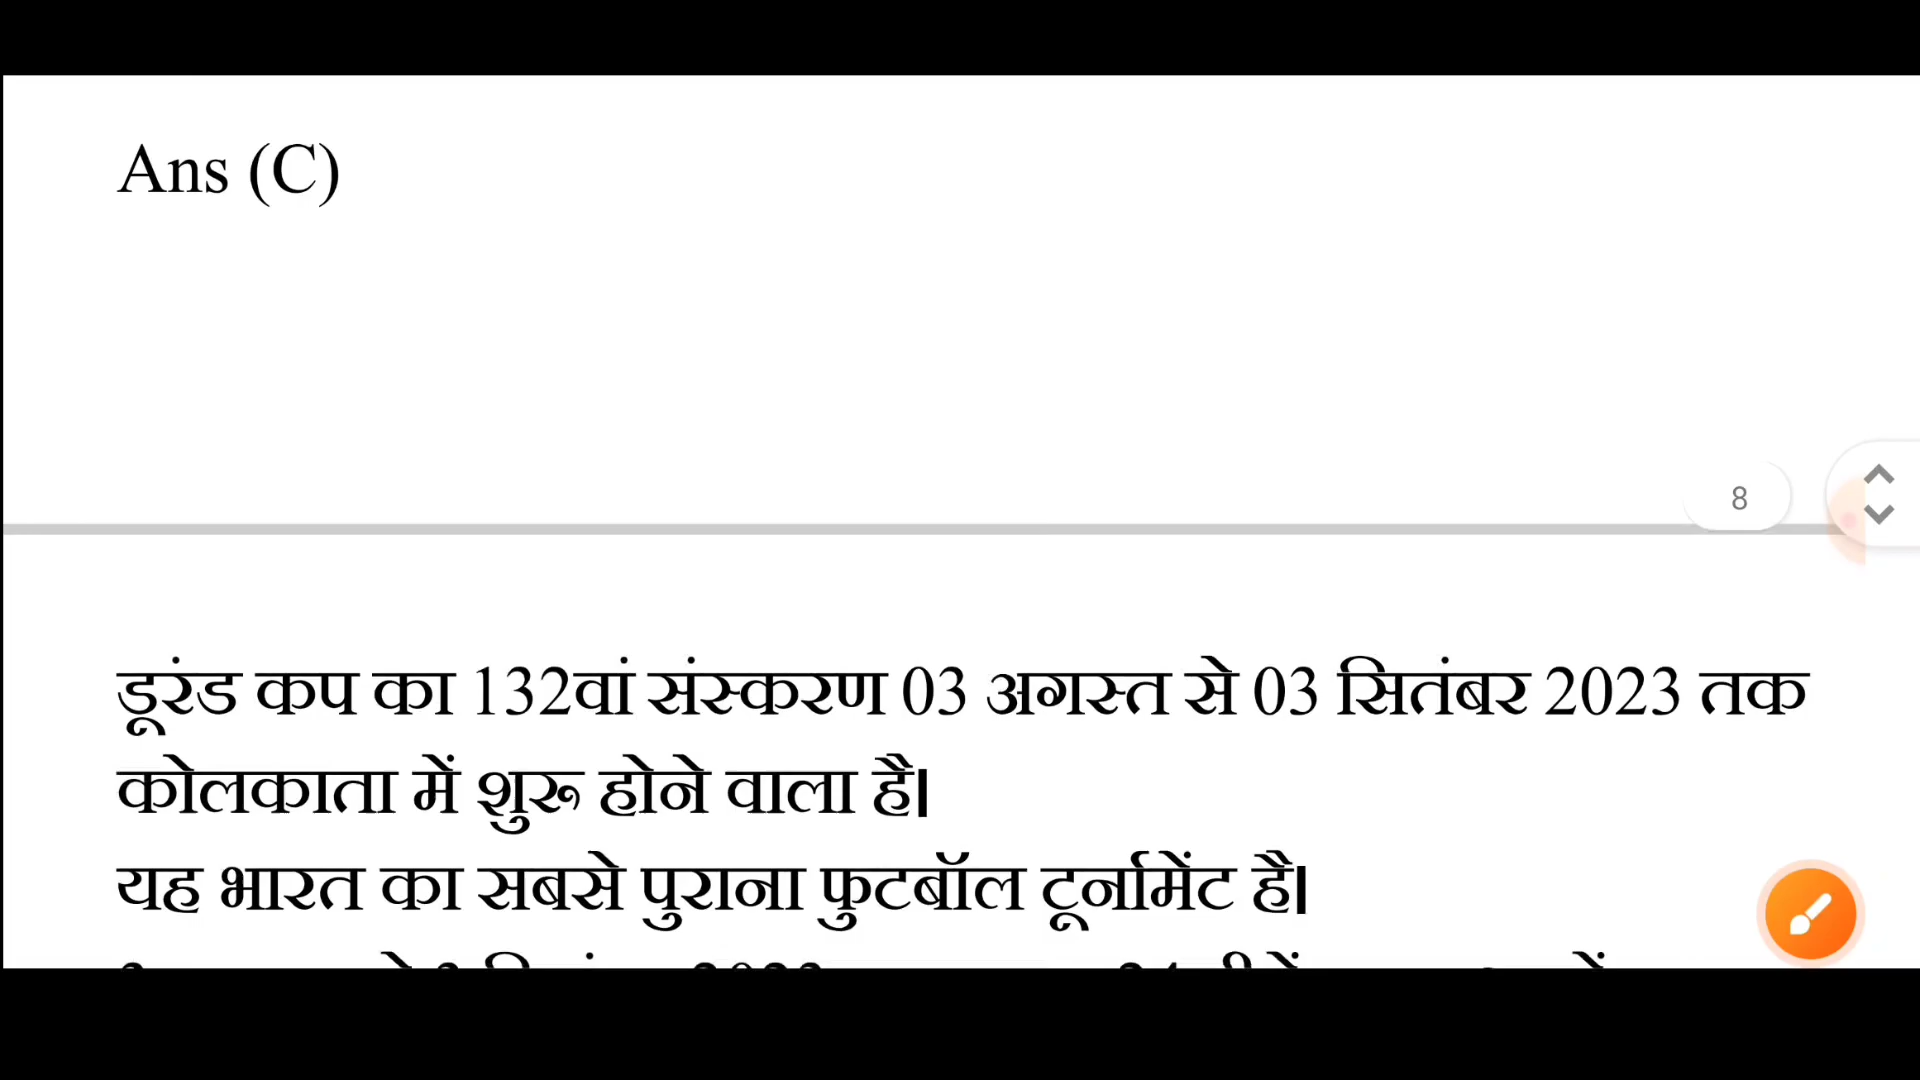 Ans (C)
8
डूरंड कप का 132वां संस्करण 03 अगस्त से 03 सितंबर 2023 तक
कोलकाता में शुरू होने वाला है।
यह भारत का सबसे पुराना फुटबॉल टूर्नामेंट है।